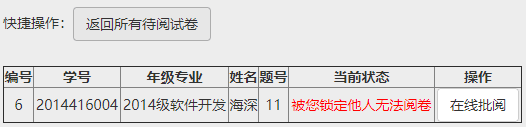 快捷操作： 返回所有待阅试卷
编号 学号 年级专业 姓名 题号 当前状态 操作
6 2014416004 2014级软件开发 海深 11 被您锁定他人无法阅卷 在线批阅